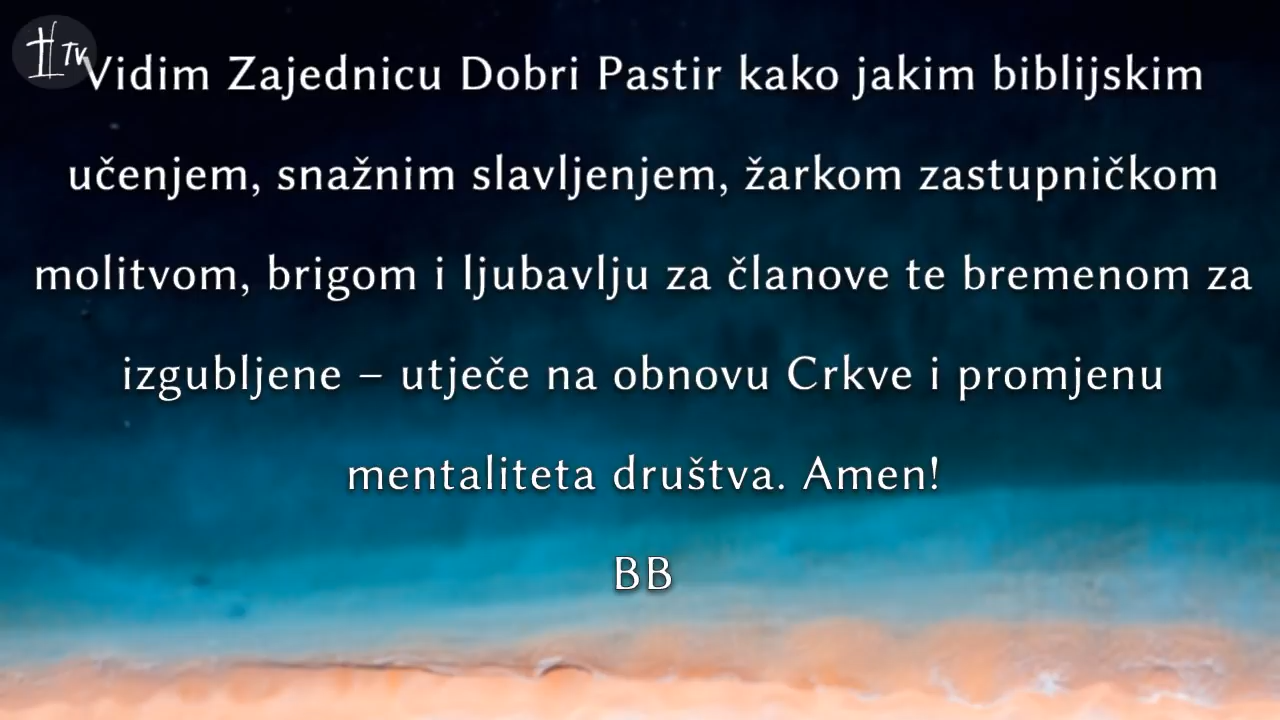 TV
Vidim Zajednicu Dobri Pastir kako jakim biblijskim
učenjem, snažnim slavljenjem, žarkom zastupničkom
molitvom, brigom i ljubavlju za članove te bremenom za
izgubljene – utječe na obnovu Crkve i promjenu
mentaliteta društva. Amen!
BB